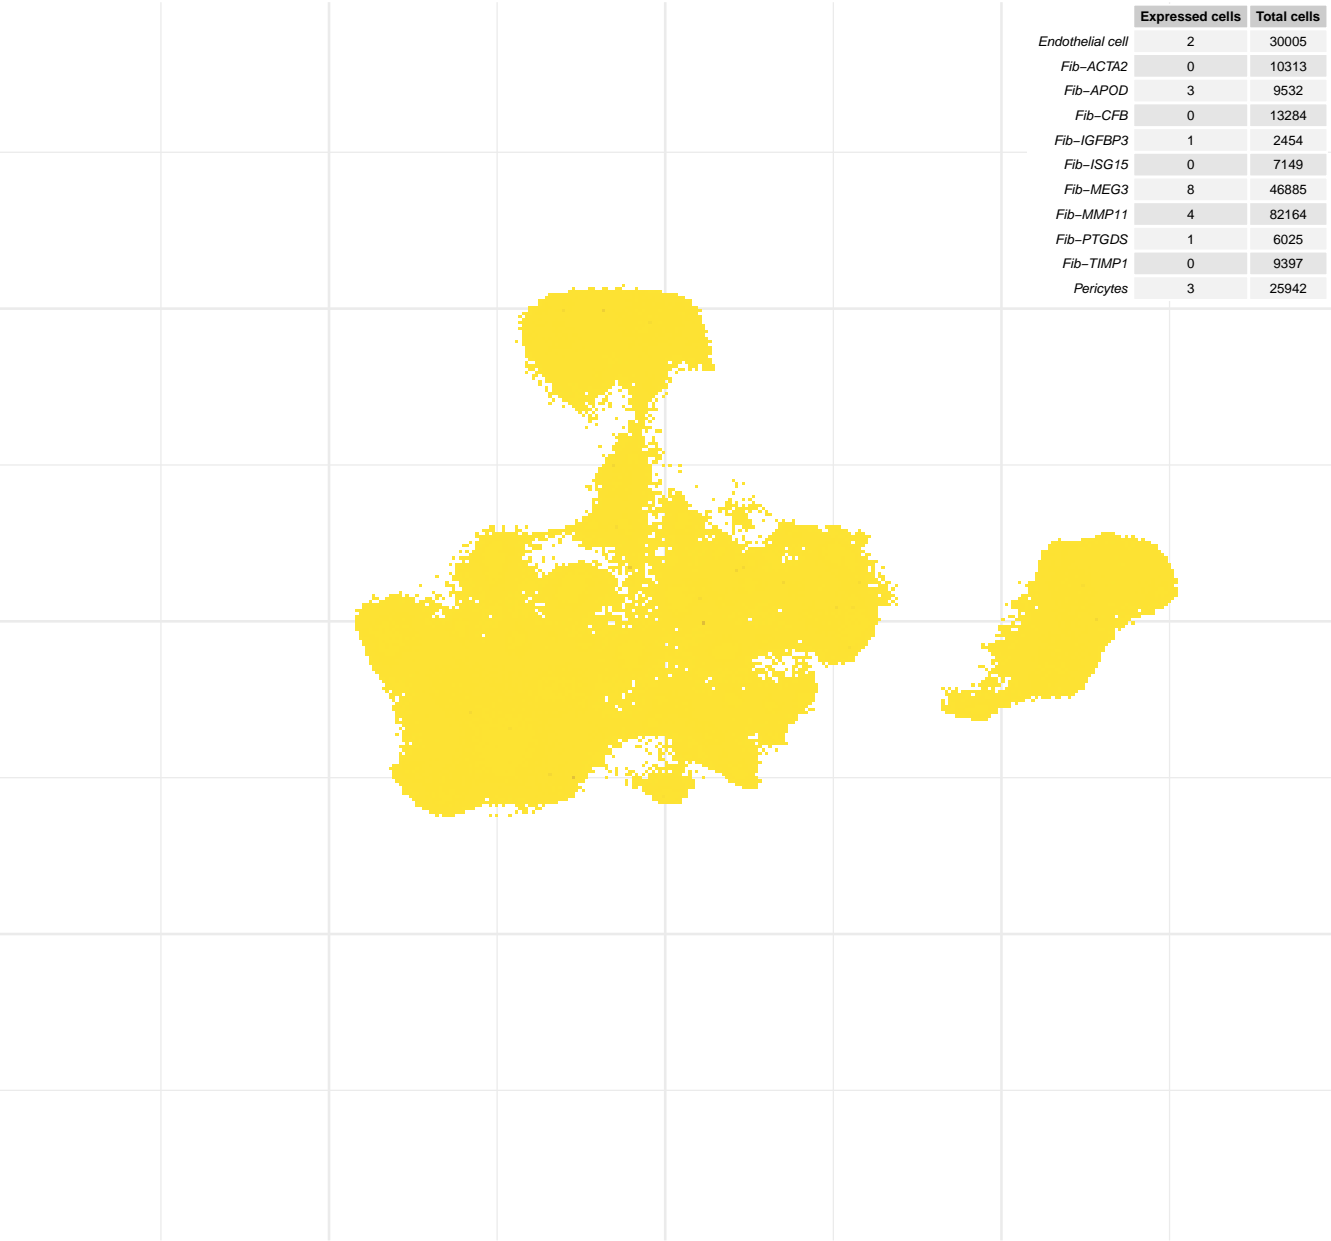 Expressed cells Total cells
Endothelial cell 2 30005
Fib−ACTA2 0 10313
Fib−APOD 3 9532
Fib−CFB 0 13284
Fib−IGFBP3 1 2454
Fib−ISG15 0 7149
Fib−MEG3 8 46885
Fib−MMP11 4 82164
Fib−PTGDS 1 6025
Fib−TIMP1 0 9397
Pericytes 3 25942